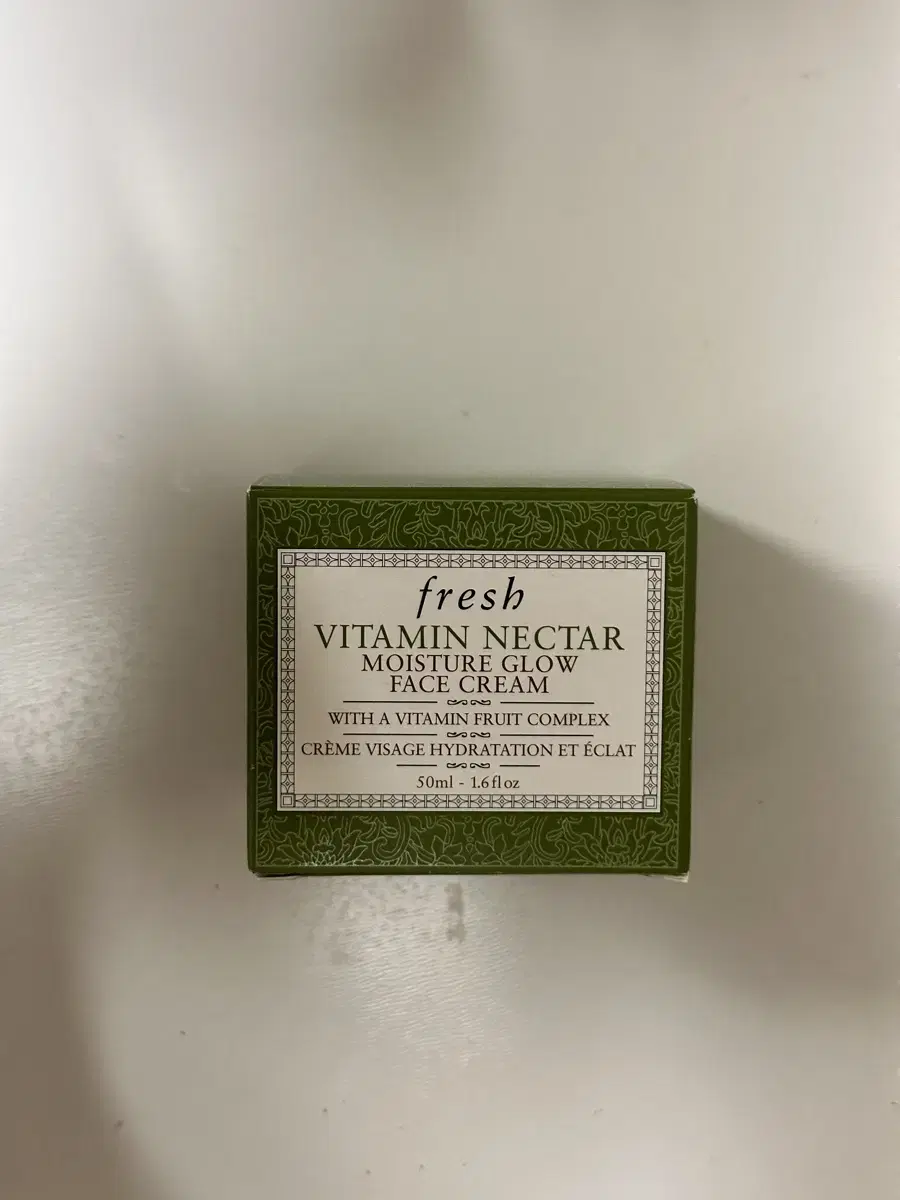 fresh
VITAMIN NECTAR
MOISTURE GLOW
FACE CREAM
WITH A VITAMIN FRUIT COMPLEX
CRÈME VISAGE HYDRATATION ET ÉCLAT
50ml - 1.6 fl oz